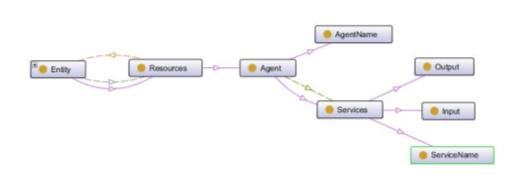 Entity
Resources
Agent
AgentName
Services
Output
Input
ServiceName